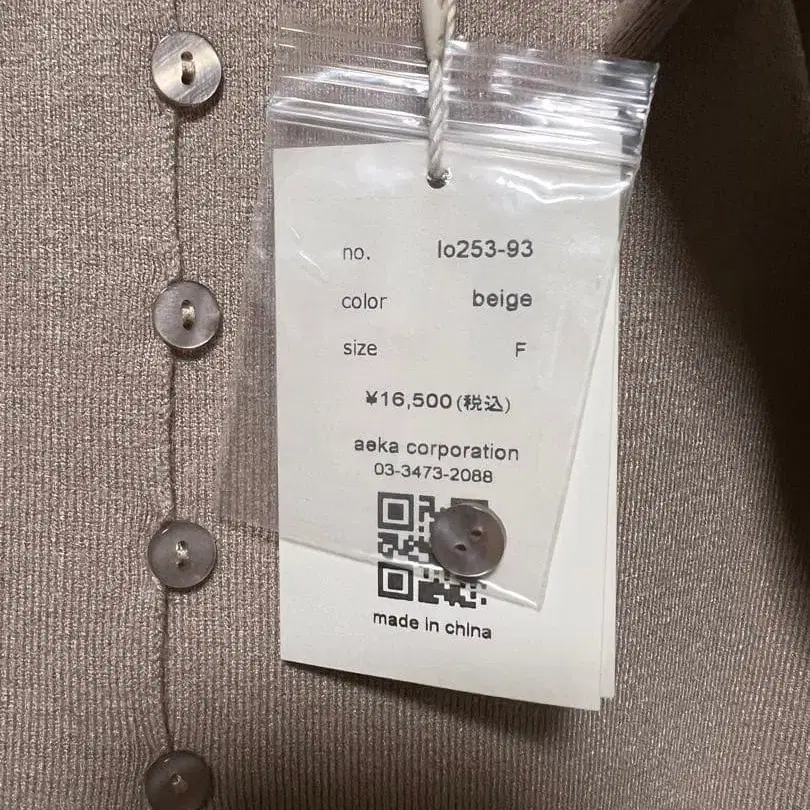 no. lo253-93
color beige
size F
¥16,500(税込)
aeka corporation
03-3473-2088
made in china